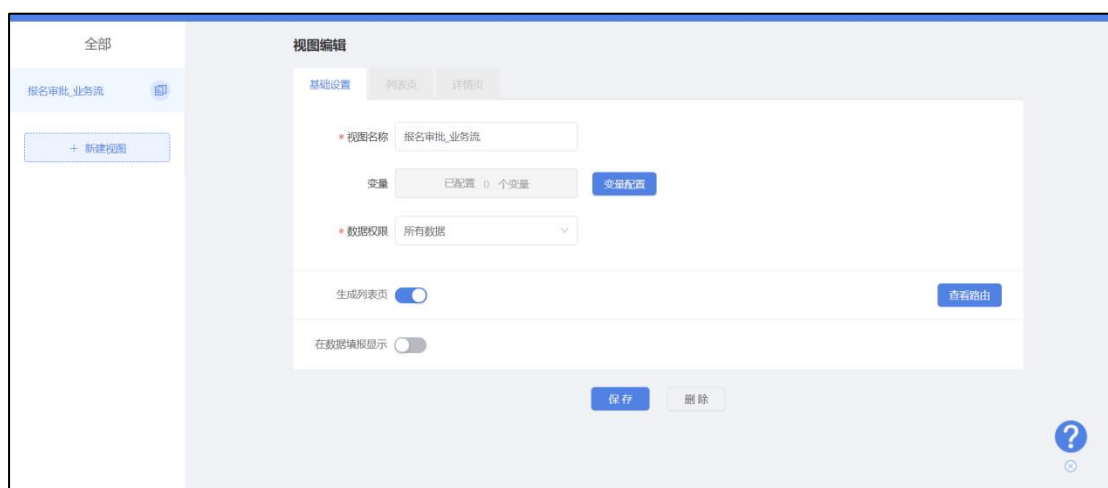 全部
报名审批_业务流
+ 新建视图
视图编辑
基础设置 列表页 详情页
* 视图名称 报名审批_业务流
变量 已配置 0 个变量 变量配置
* 数据权限 所有数据
生成列表页 查看路由
在数据填报显示
保存 删除
?